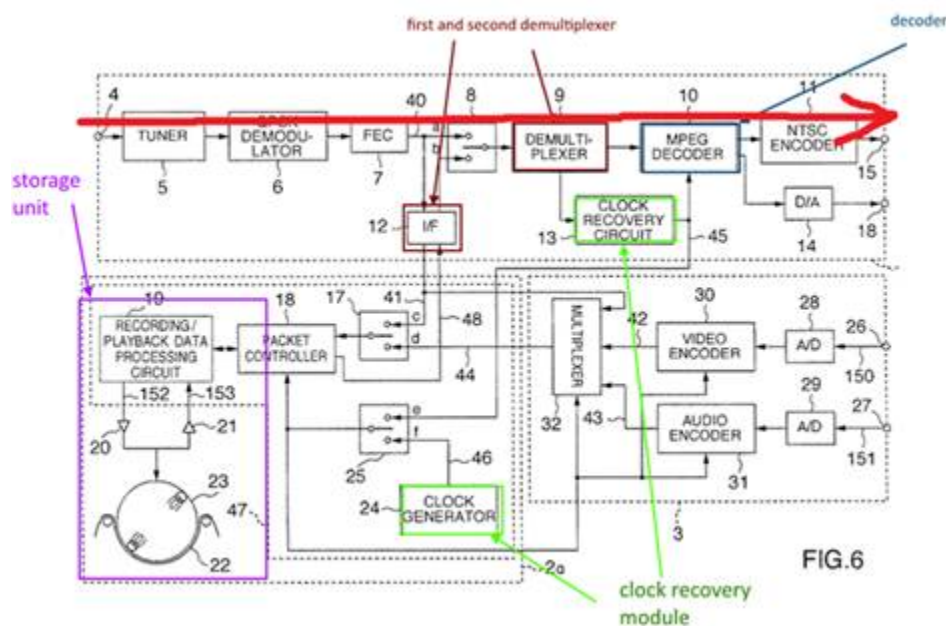 first and second demultiplexer
decoder
4
TUNER
5
DEMODU-
LATOR
6
FEC
7
40
8
a
b
9
DEMULTI-
PLEXER
10
MPEG
DECODER
11
NTSC
ENCODER
15
storage
unit
12
I/F
13
CLOCK
RECOVERY
CIRCUIT
45
D/A
14
18
19
RECORDING/
PLAYBACK DATA
PROCESSING
CIRCUIT
18
PACKET
CONTROLLER
17
41
c
d
48
44
MULTIPLEXER
32
42
30
VIDEO
ENCODER
28
A/D
26
150
152
153
20
21
e
f
25
46
43
AUDIO
ENCODER
31
29
A/D
27
151
23
22
47
24
CLOCK
GENERATOR
3
2a
FIG.6
clock recovery
module